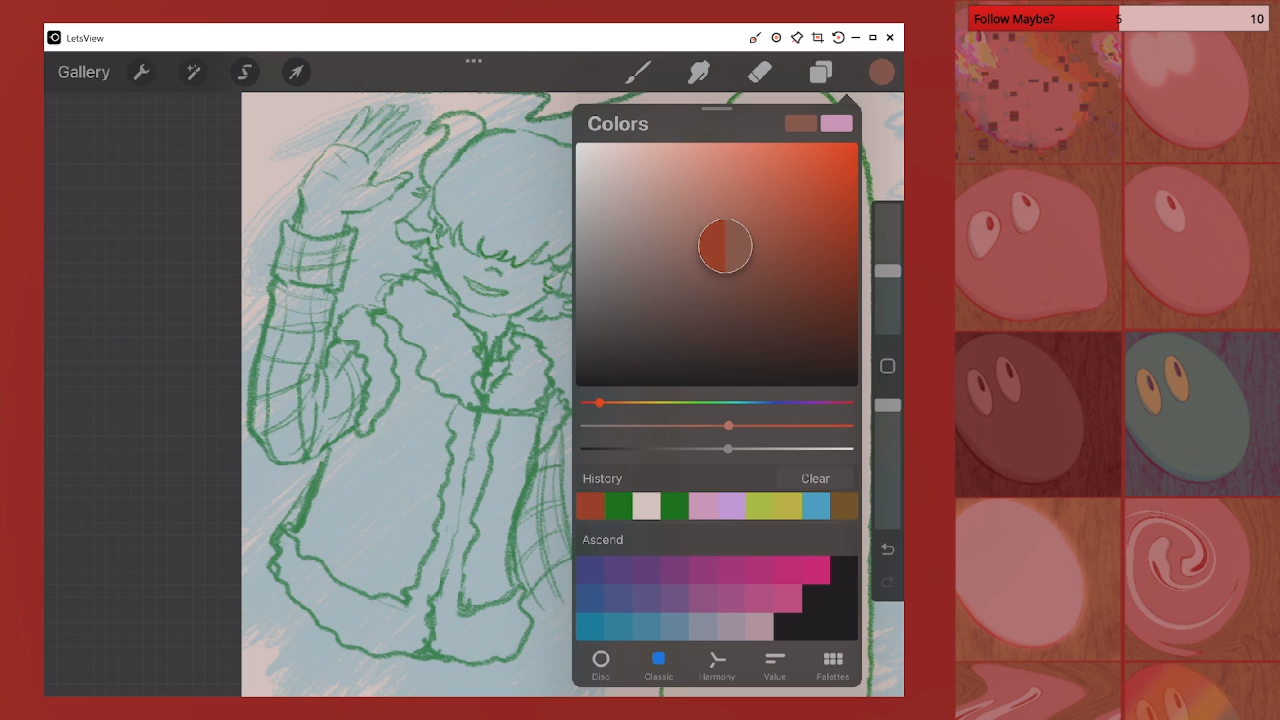 LetsView
Follow Maybe? 5 10
Gallery
Colors
History Clear
Ascend
Disc Classic Harmony Value Palettes